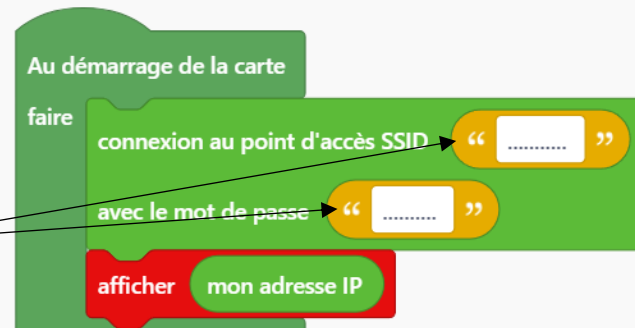 Au démarrage de la carte
faire
connexion au point d'accès SSID “ ........... ”
avec le mot de passe “ .......... ”
afficher mon adresse IP